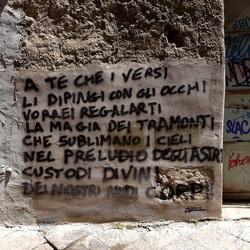 A TE CHE I VERSI
LI DIPINGI CON GLI OCCHI
VORREI REGALARTI
LA MAGIA DEI TRAMONTI
CHE SUBLIMANO I CIELI
NEL PRELUDIO DEGLI ASTRI
CUSTODI DIVINI
DEI NOSTRI